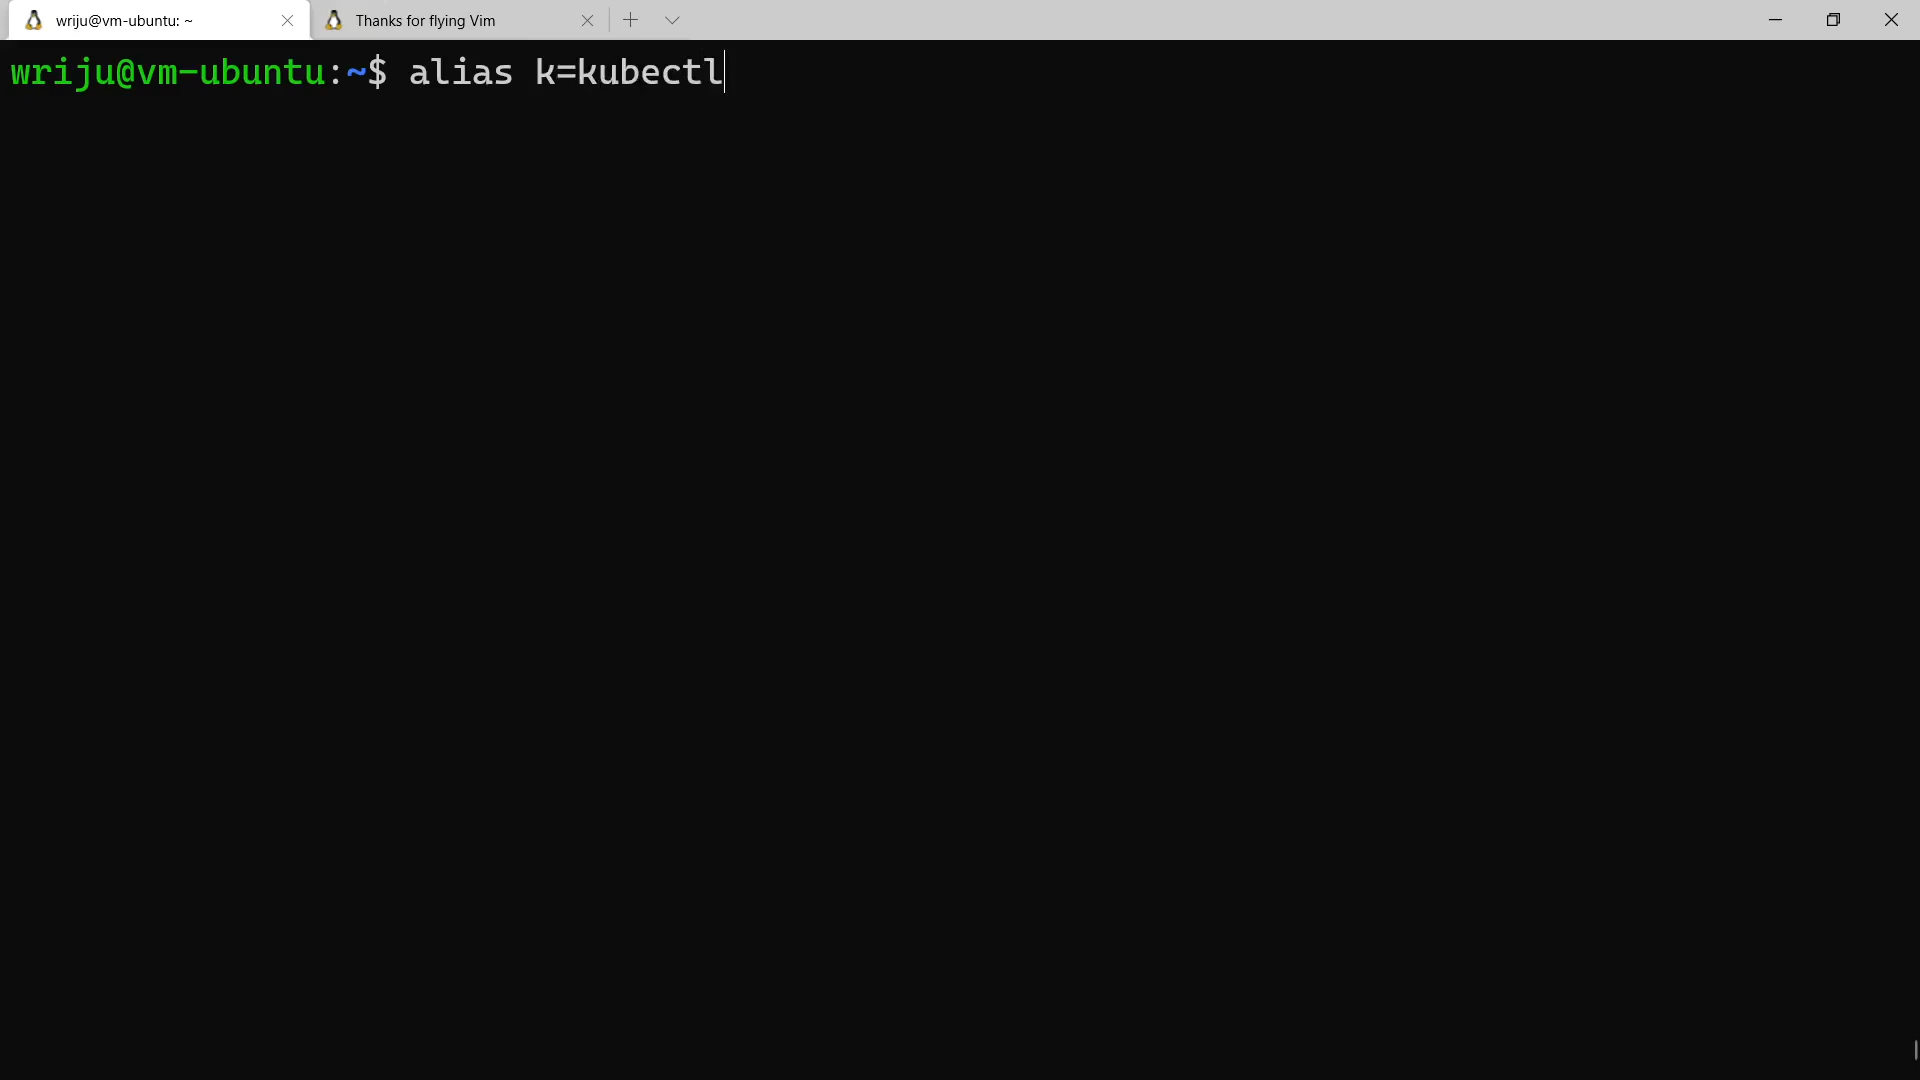 wriju@vm-ubuntu: ~
Thanks for flying Vim
wriju@vm-ubuntu:~$ alias k=kubectl